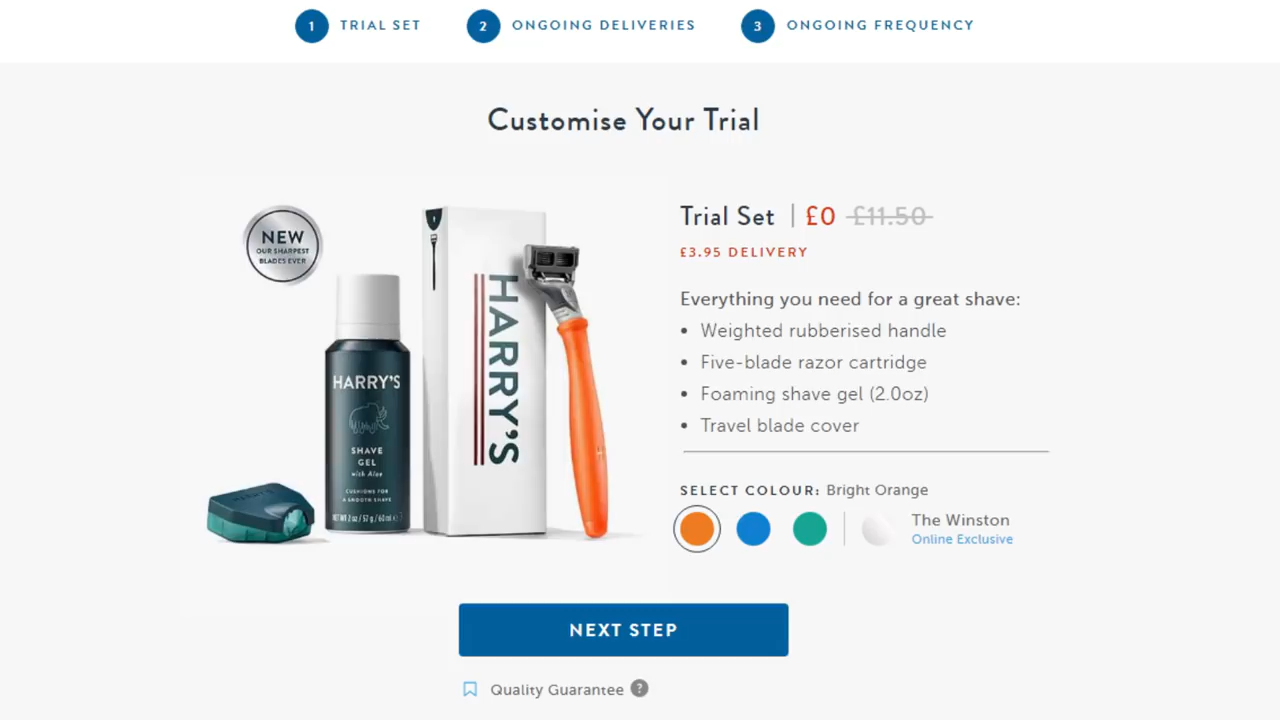 1 TRIAL SET
2 ONGOING DELIVERIES
3 ONGOING FREQUENCY
Customise Your Trial
NEW
OUR SHARPEST
BLADES EVER
HARRY'S
SHAVE
GEL
with Aloe
CUSHIONS FOR
A SMOOTH SHAVE
NET WT 2 oz / 57 g / 60 ml
HARRY'S
Trial Set | £0 £11.50
£3.95 DELIVERY
Everything you need for a great shave:
• Weighted rubberised handle
• Five-blade razor cartridge
• Foaming shave gel (2.0oz)
• Travel blade cover
SELECT COLOUR: Bright Orange
The Winston
Online Exclusive
NEXT STEP
Quality Guarantee ?